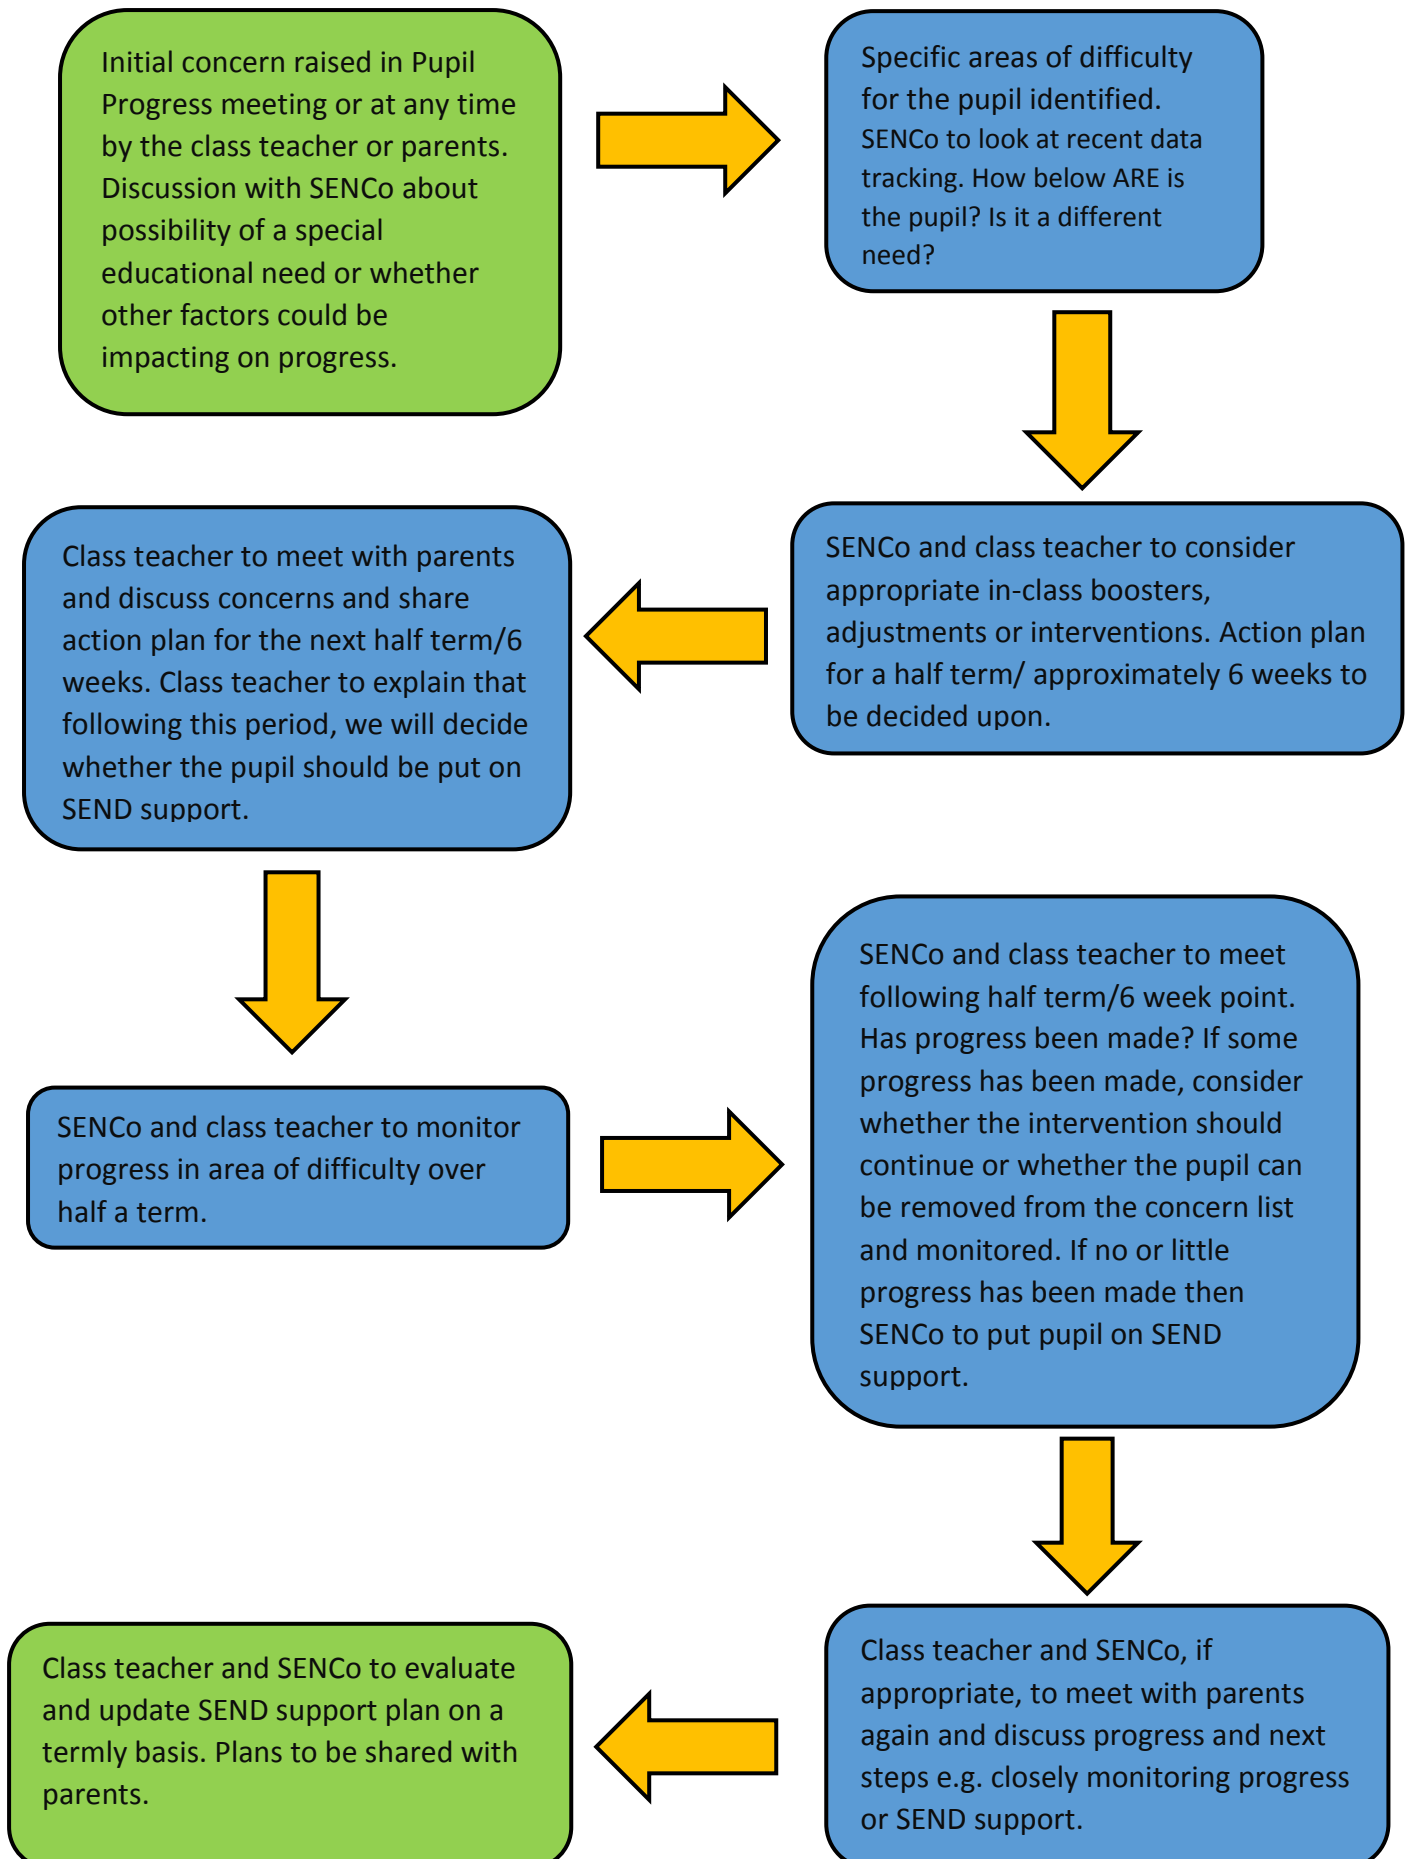 Initial concern raised in Pupil
Progress meeting or at any time
by the class teacher or parents.
Discussion with SENCo about
possibility of a special
educational need or whether
other factors could be
impacting on progress.
Specific areas of difficulty
for the pupil identified.
SENCo to look at recent data
tracking. How below ARE is
the pupil? Is it a different
need?
SENCo and class teacher to consider
appropriate in-class boosters,
adjustments or interventions. Action plan
for a half term/ approximately 6 weeks to
be decided upon.
Class teacher to meet with parents
and discuss concerns and share
action plan for the next half term/6
weeks. Class teacher to explain that
following this period, we will decide
whether the pupil should be put on
SEND support.
SENCo and class teacher to monitor
progress in area of difficulty over
half a term.
SENCo and class teacher to meet
following half term/6 week point.
Has progress been made? If some
progress has been made, consider
whether the intervention should
continue or whether the pupil can
be removed from the concern list
and monitored. If no or little
progress has been made then
SENCo to put pupil on SEND
support.
Class teacher and SENCo, if
appropriate, to meet with parents
again and discuss progress and next
steps e.g. closely monitoring progress
or SEND support.
Class teacher and SENCo to evaluate
and update SEND support plan on a
termly basis. Plans to be shared with
parents.